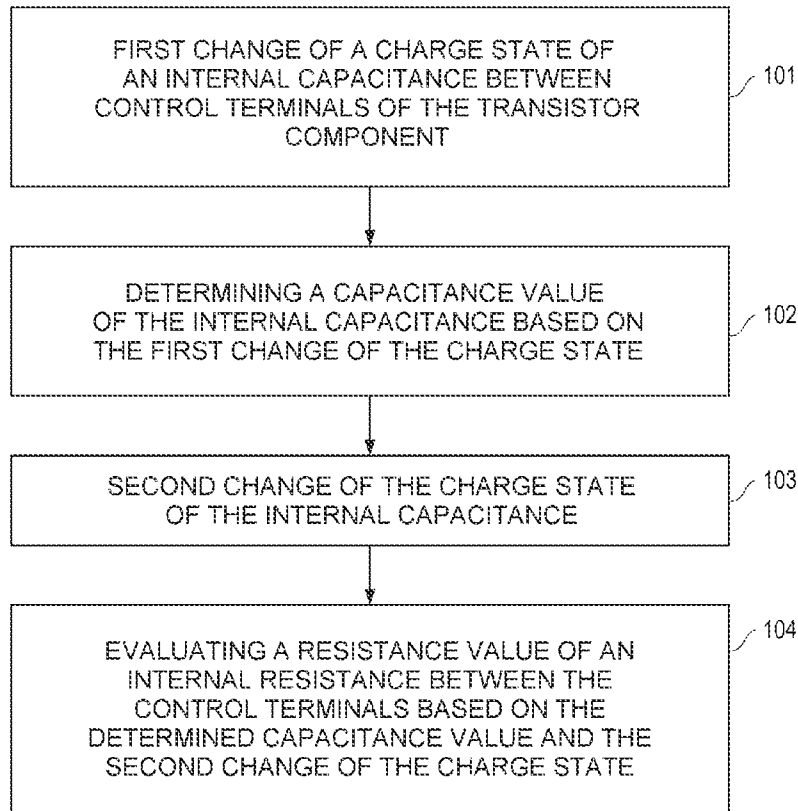 FIRST CHANGE OF A CHARGE STATE OF
AN INTERNAL CAPACITANCE BETWEEN
CONTROL TERMINALS OF THE TRANSISTOR
COMPONENT
101
DETERMINING A CAPACITANCE VALUE
OF THE INTERNAL CAPACITANCE BASED ON
THE FIRST CHANGE OF THE CHARGE STATE
102
SECOND CHANGE OF THE CHARGE STATE
OF THE INTERNAL CAPACITANCE
103
EVALUATING A RESISTANCE VALUE OF AN
INTERNAL RESISTANCE BETWEEN THE
CONTROL TERMINALS BASED ON THE
DETERMINED CAPACITANCE VALUE AND THE
SECOND CHANGE OF THE CHARGE STATE
104